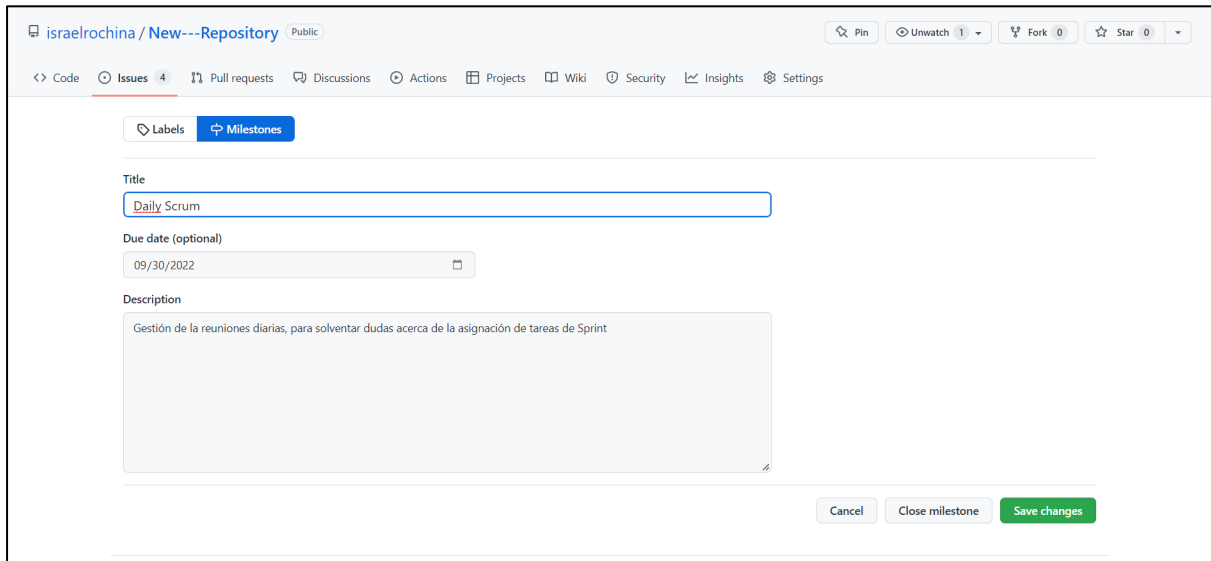 israelrochina / New---Repository Public
Pin Unwatch 1 Fork 0 Star 0
Code Issues 4 Pull requests Discussions Actions Projects Wiki Security Insights Settings
Labels Milestones
Title
Daily Scrum
Due date (optional)
09/30/2022
Description
Gestión de la reuniones diarias, para solventar dudas acerca de la asignación de tareas de Sprint
Cancel Close milestone Save changes